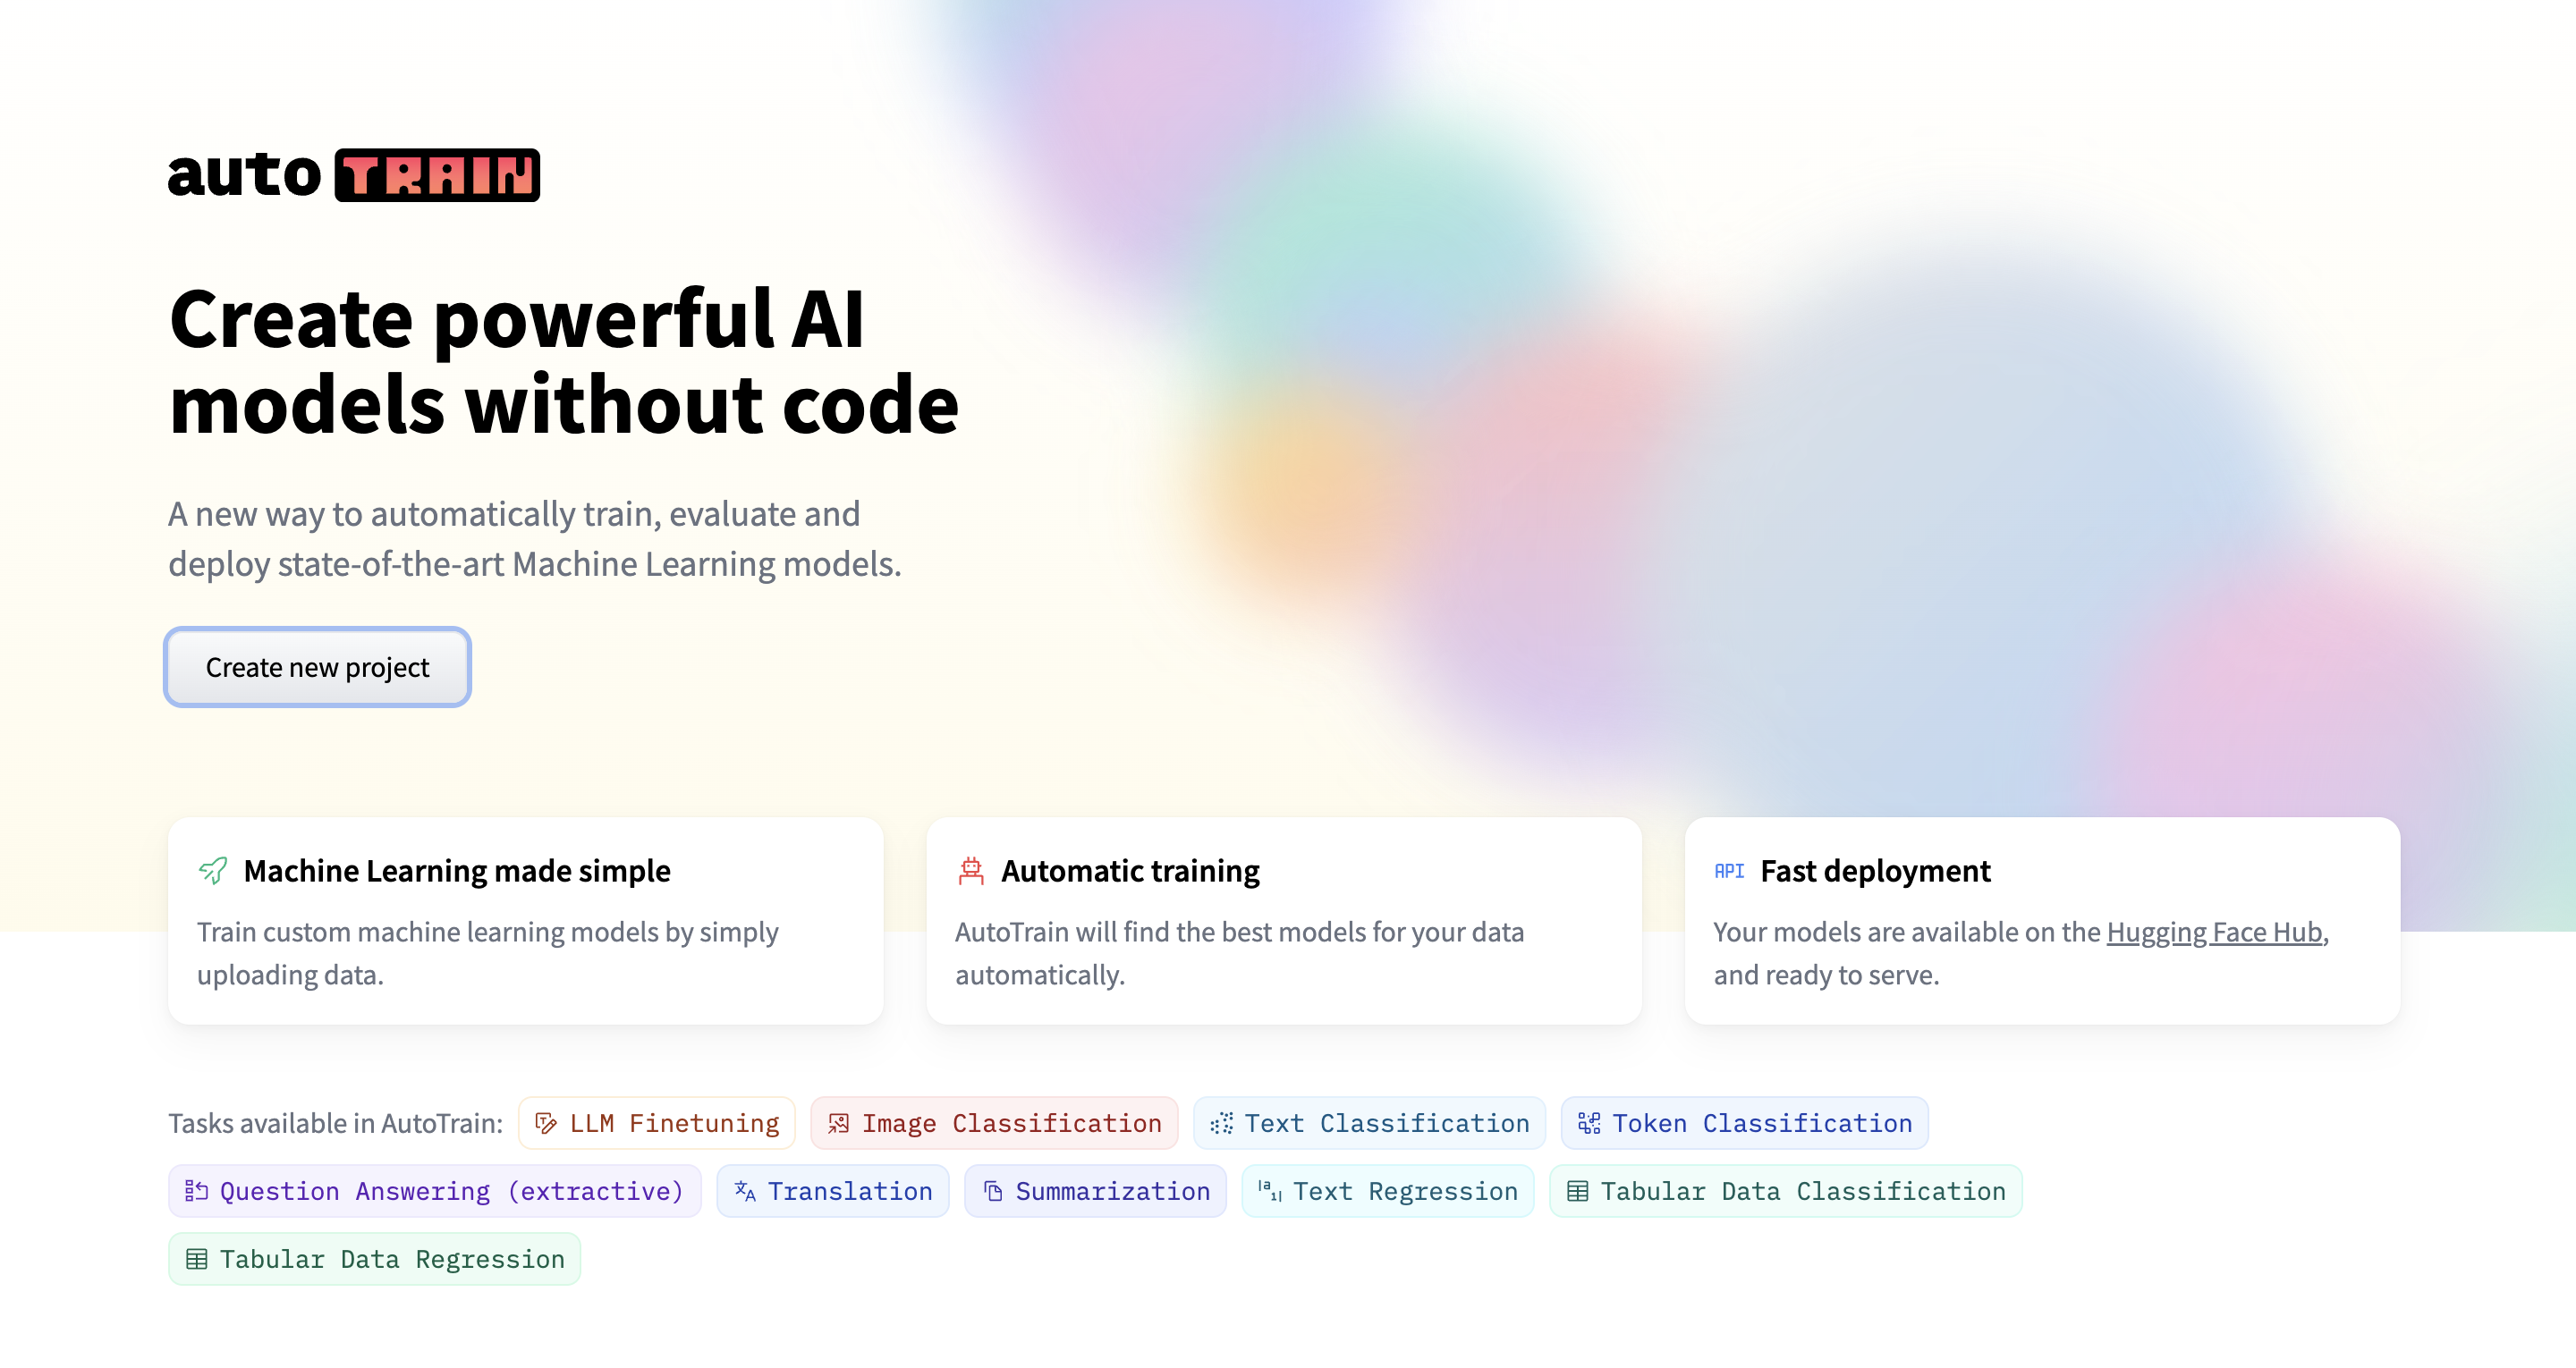 auto TRAIN
Create powerful AI
models without code
A new way to automatically train, evaluate and
deploy state-of-the-art Machine Learning models.
Create new project
Machine Learning made simple
Train custom machine learning models by simply
uploading data.
Automatic training
AutoTrain will find the best models for your data
automatically.
API Fast deployment
Your models are available on the Hugging Face Hub,
and ready to serve.
Tasks available in AutoTrain: LLM Finetuning Image Classification Text Classification Token Classification
Question Answering (extractive) Translation Summarization Text Regression Tabular Data Classification
Tabular Data Regression